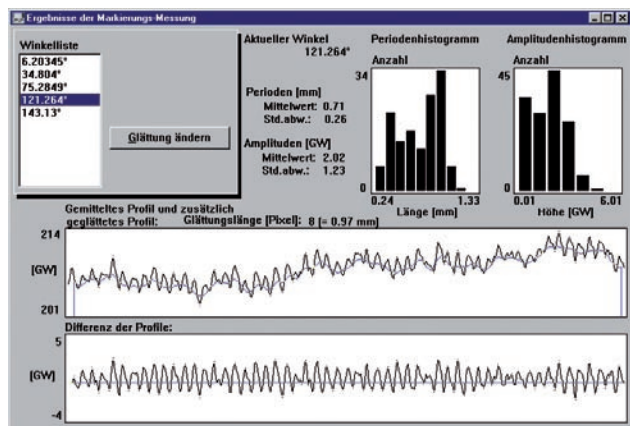 Ergebnisse der Markierungs-Messung
Winkelliste
6.20345°
34.804°
75.2849°
121.264°
143.13°
Glättung ändern
Aktueller Winkel
121.264°
Perioden [mm]
Mittelwert: 0.71
Std.abw.: 0.26
Amplituden [GW]
Mittelwert: 2.02
Std.abw.: 1.23
Periodenhistogramm
Anzahl
34
0
0.24 1.33
Länge [mm]
Amplitudenhistogramm
Anzahl
45
0
0.01 6.01
Höhe [GW]
Gemitteltes Profil und zusätzlich
geglättetes Profil: Glättungslänge [Pixel]: 8 [= 0.97 mm]
214
[GW]
201
Differenz der Profile:
5
[GW]
-4